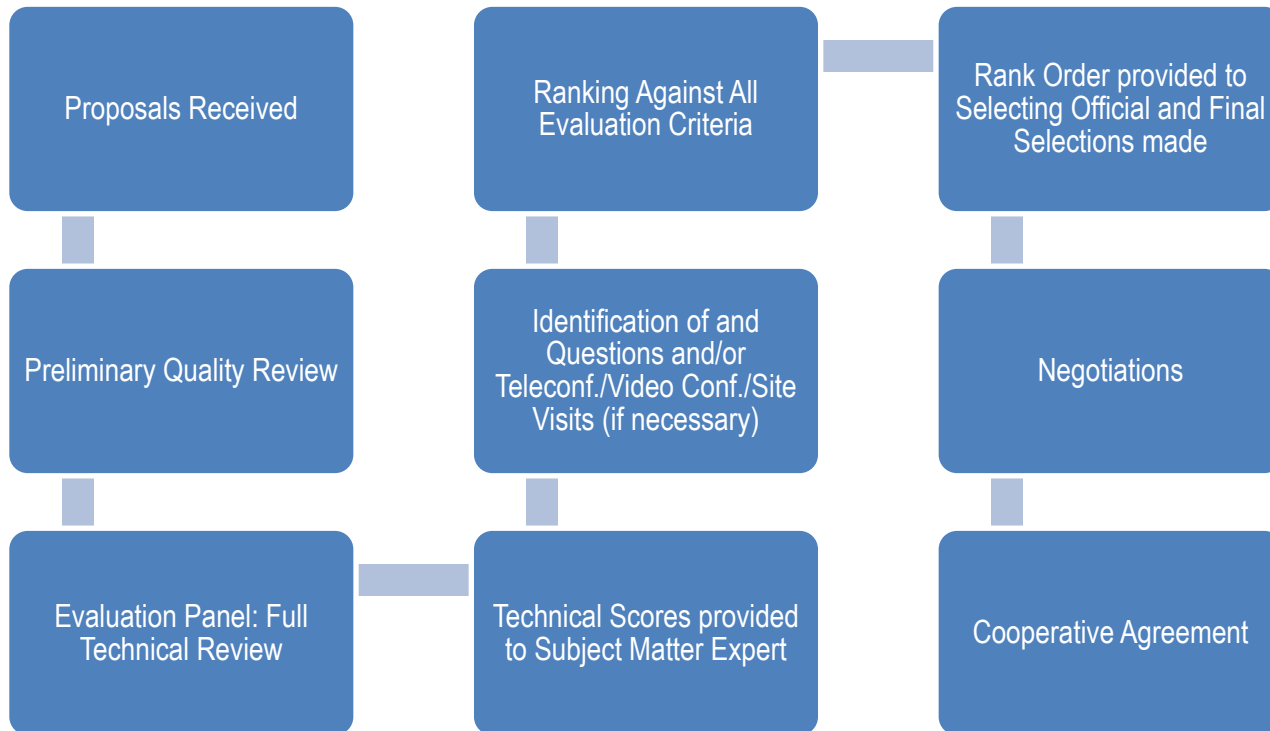 Proposals Received
Preliminary Quality Review
Evaluation Panel: Full
Technical Review
Technical Scores provided
to Subject Matter Expert
Identification of and
Questions and/or
Teleconf./Video Conf./Site
Visits (if necessary)
Ranking Against All
Evaluation Criteria
Rank Order provided to
Selecting Official and Final
Selections made
Negotiations
Cooperative Agreement